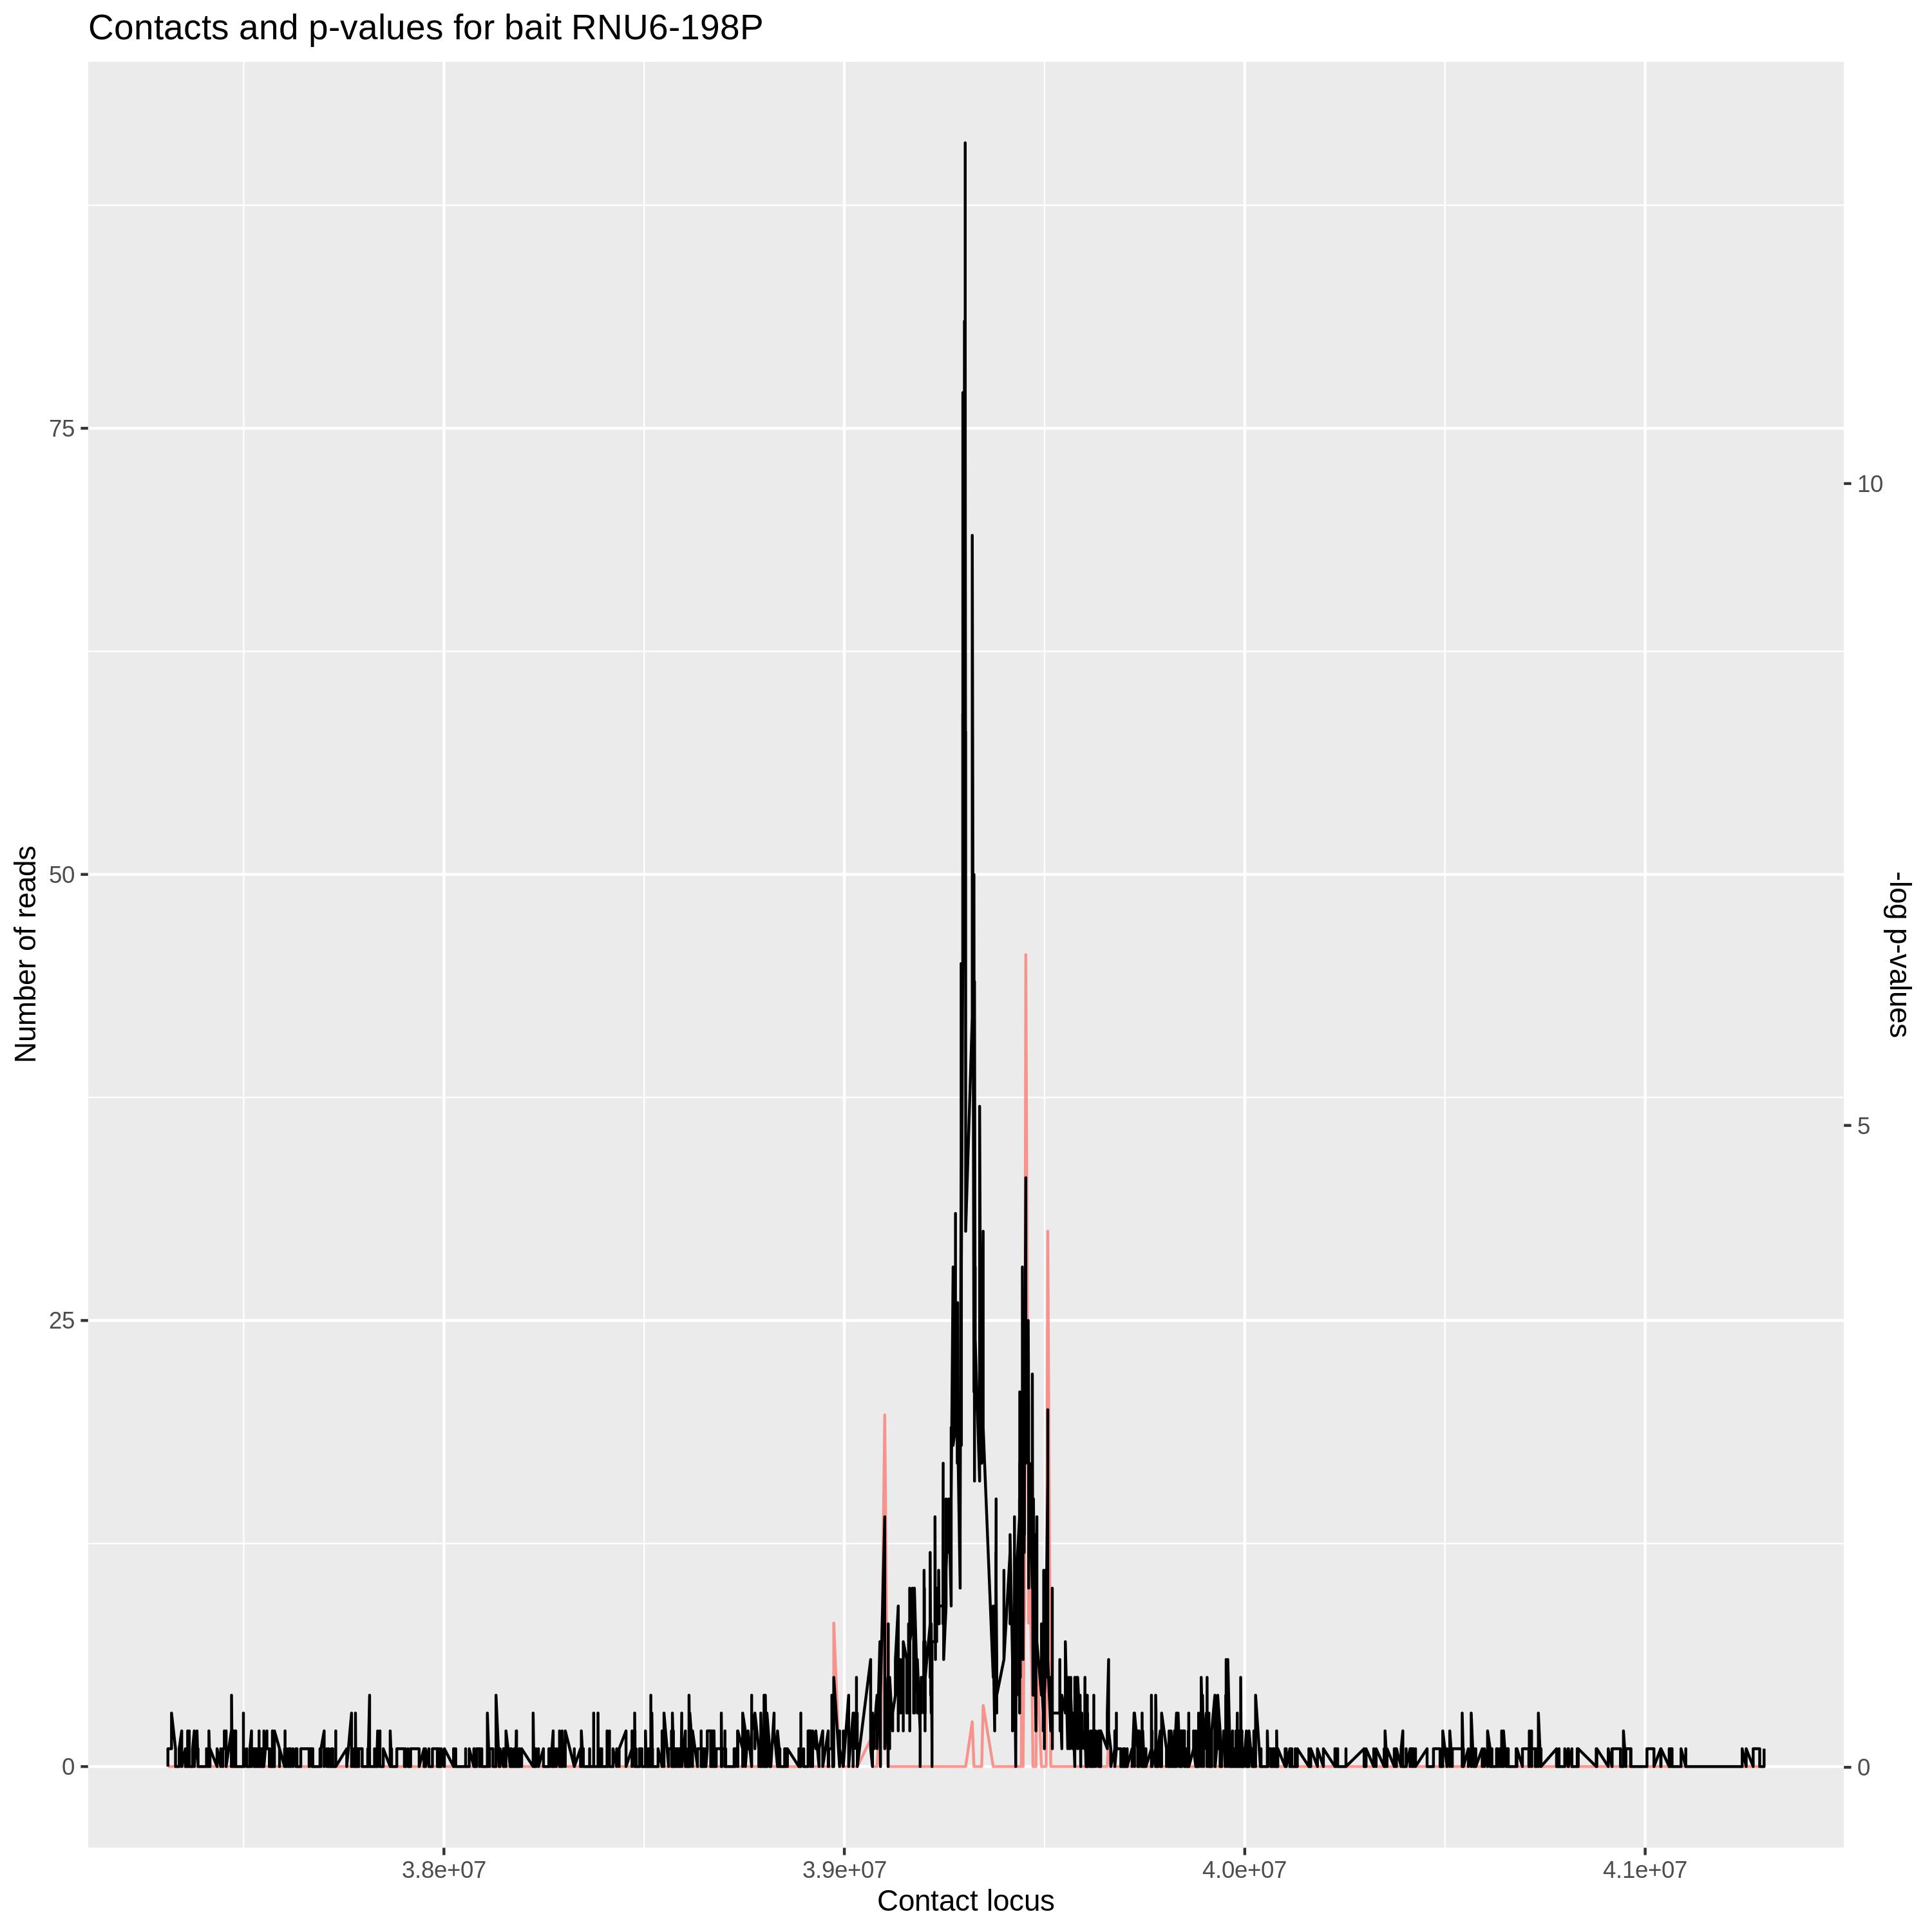 Contacts and p-values for bait RNU6-198P
75
50
25
0
10
5
0
Number of reads
-log p-values
3.8e+07
3.9e+07
4.0e+07
4.1e+07
Contact locus